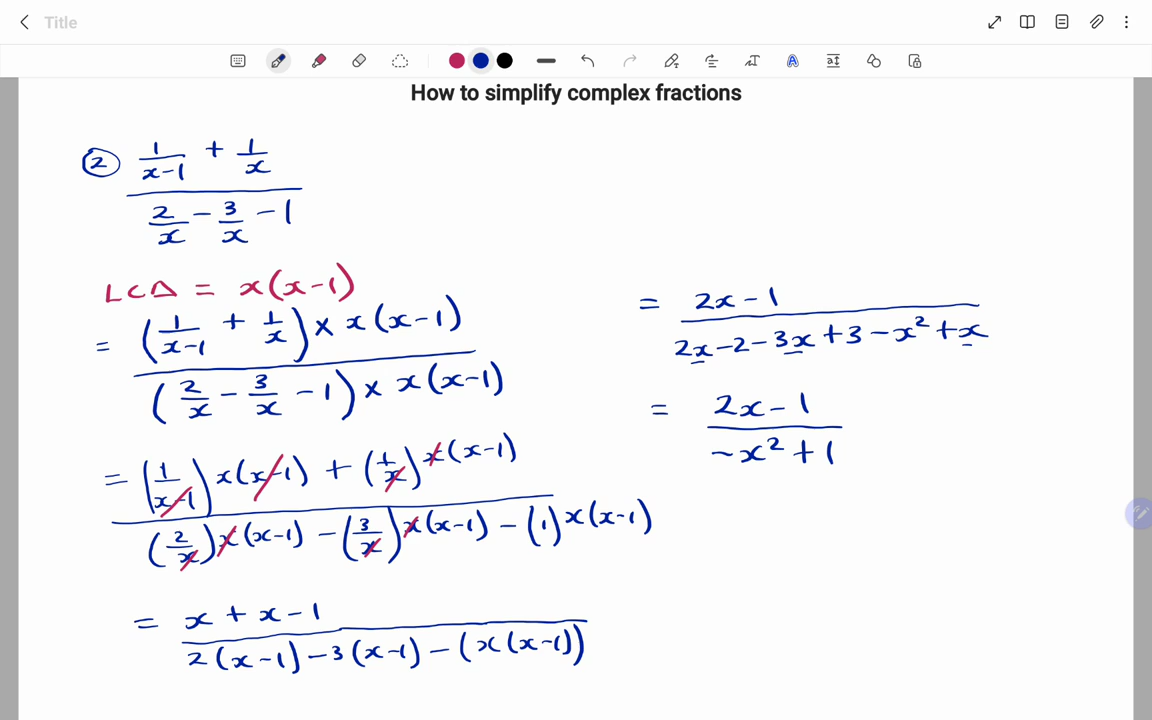 Title
How to simplify complex fractions
② (1/(x-1) + 1/x) / (2/x - 3/x - 1)
LCD = x(x-1)
= ((1/(x-1) + 1/x) × x(x-1)) / ((2/x - 3/x - 1) × x(x-1))
= ((1/(x-1)) x(x-1) + (1/x) x(x-1)) / ((2/x) x(x-1) - (3/x) x(x-1) - (1) x(x-1))
= (x + x - 1) / (2(x-1) - 3(x-1) - (x(x-1)))
= (2x - 1) / (2x - 2 - 3x + 3 - x² + x)
= (2x - 1) / (-x² + 1)